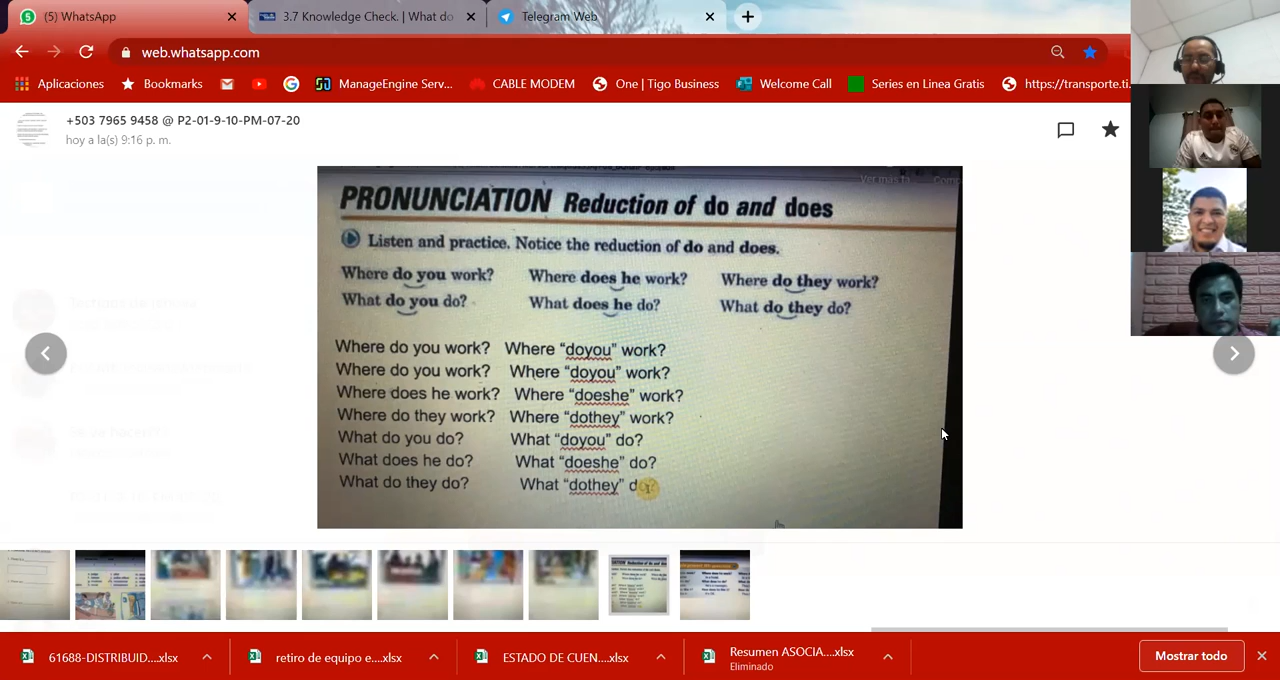 (5) WhatsApp
3.7 Knowledge Check. | What do
Telegram Web
web.whatsapp.com
Aplicaciones
Bookmarks
ManageEngine Serv...
CABLE MODEM
One | Tigo Business
Welcome Call
Series en Linea Gratis
https://transporte.ti...
+503 7965 9458 @ P2-01-9-10-PM-07-20
hoy a la(s) 9:16 p. m.
PRONUNCIATION Reduction of do and does
Listen and practice. Notice the reduction of do and does.
Where do you work? Where does he work? Where do they work?
What do you do? What does he do? What do they do?
Where do you work? Where "doyou" work?
Where do you work? Where "doyou" work?
Where does he work? Where "doeshe" work?
Where do they work? Where "dothey" work?
What do you do? What "doyou" do?
What does he do? What "doeshe" do?
What do they do? What "dothey"
61688-DISTRIBUID....xlsx
retiro de equipo e....xlsx
ESTADO DE CUEN....xlsx
Resumen ASOCIA....xlsx
Eliminado
Mostrar todo